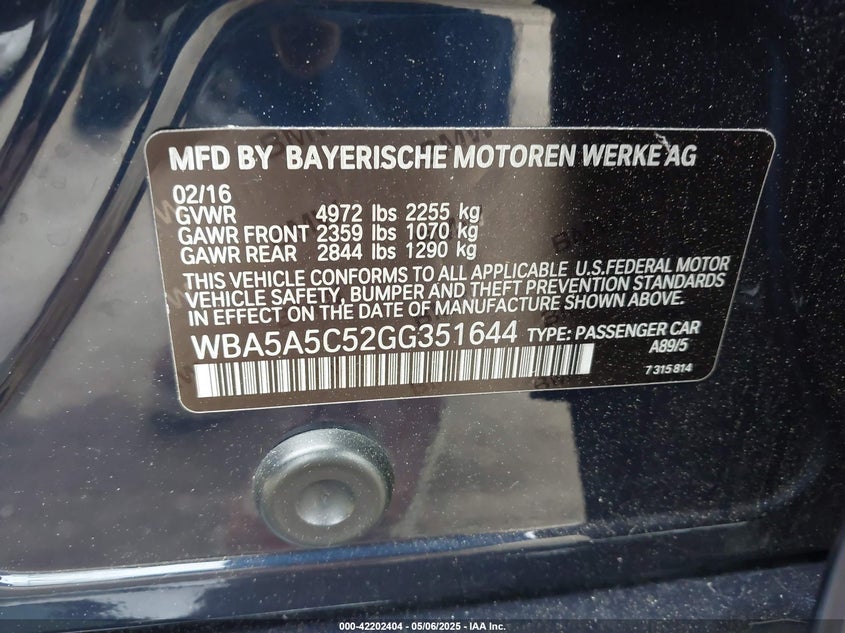 MFD BY BAYERISCHE MOTOREN WERKE AG
02/16
GVWR 4972 lbs 2255 kg
GAWR FRONT 2359 lbs 1070 kg
GAWR REAR 2844 lbs 1290 kg
THIS VEHICLE CONFORMS TO ALL APPLICABLE U.S.FEDERAL MOTOR
VEHICLE SAFETY, BUMPER AND THEFT PREVENTION STANDARDS
IN EFFECT ON THE DATE OF MANUFACTURE SHOWN ABOVE.
WBA5A5C52GG351644 TYPE: PASSENGER CAR
A89/5
7 315 814
000-42202404 - 05/06/2025 - IAA Inc.